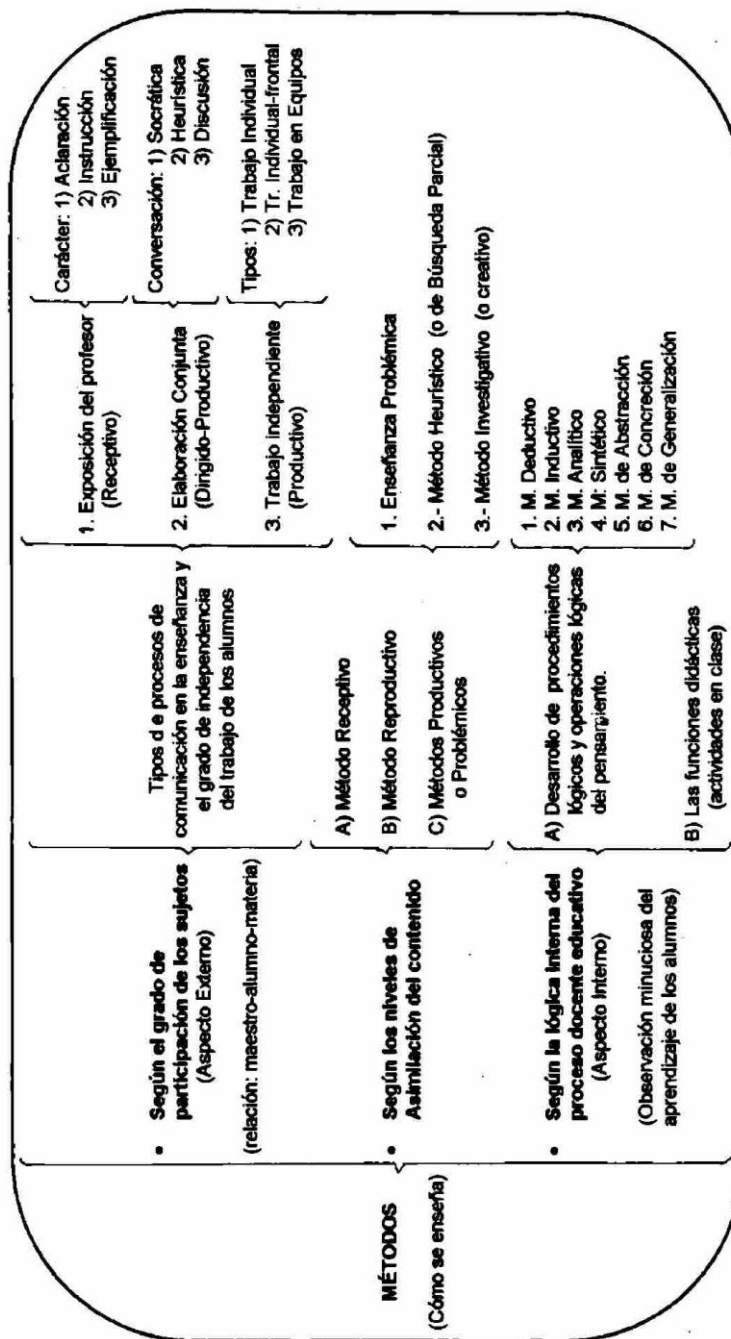 MÉTODOS
(Cómo se enseña)
• Según el grado de
participación de los sujetos
(Aspecto Externo)
(relación: maestro-alumno-materia)
Tipos d e procesos de
comunicación en la enseñanza y
el grado de independencia
del trabajo de los alumnos
1. Exposición del profesor
(Receptivo)
Carácter: 1) Aclaración
2) Instrucción
3) Ejemplificación
2. Elaboración Conjunta
(Dirigido-Productivo)
Conversación: 1) Socrática
2) Heurística
3) Discusión
3. Trabajo independiente
(Productivo)
Tipos: 1) Trabajo Individual
2) Tr. Individual-frontal
3) Trabajo en Equipos
• Según los niveles de
Asimilación del contenido
A) Método Receptivo
B) Método Reproductivo
C) Métodos Productivos
o Problémicos
1. Enseñanza Problémica
2.- Método Heurístico (o de Búsqueda Parcial)
3.- Método Investigativo (o creativo)
• Según la lógica interna del
proceso docente educativo
(Aspecto Interno)
(Observación minuciosa del
aprendizaje de los alumnos)
A) Desarrollo de procedimientos
lógicos y operaciones lógicas
del pensamiento.
B) Las funciones didácticas
(actividades en clase)
1. M. Deductivo
2. M. Inductivo
3. M. Analítico
4. M: Sintético
5. M. de Abstracción
6. M. de Concreción
7. M. de Generalización